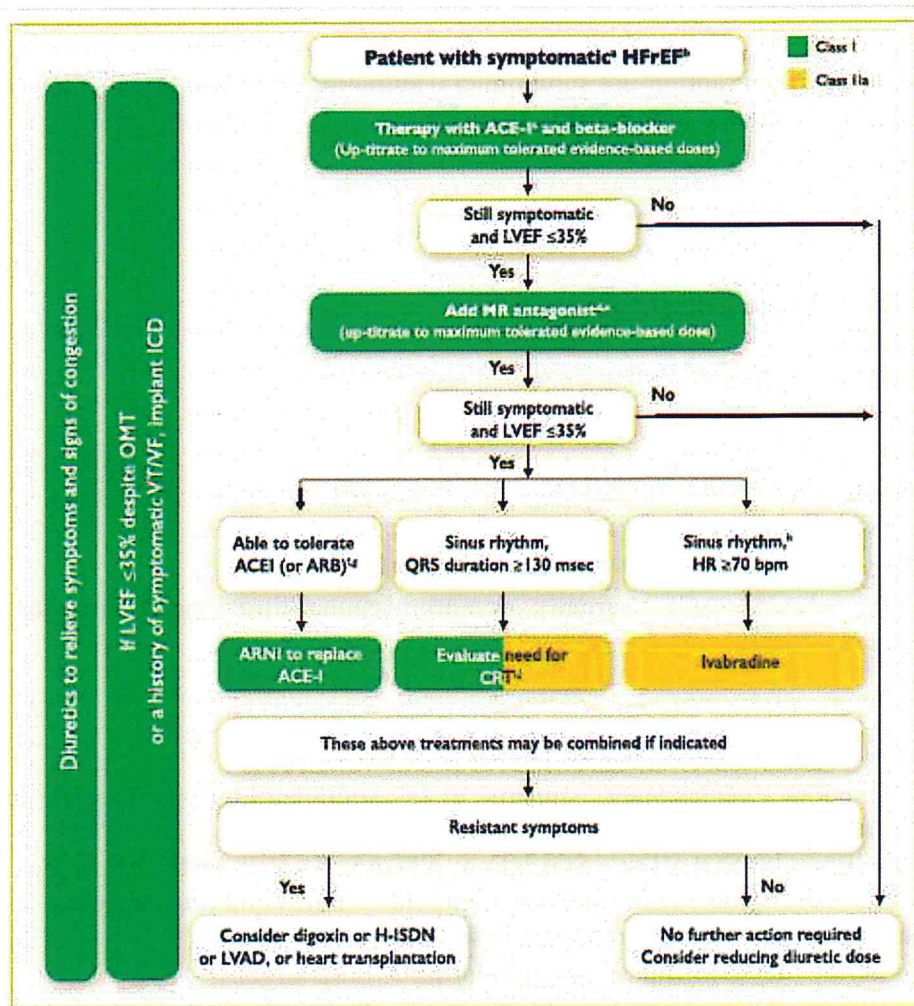 Patient with symptomaticᵃ HFrEFᵇ
Class I
Class IIa
Therapy with ACE-Iᶜ and beta-blocker
(Up-titrate to maximum tolerated evidence-based doses)
Still symptomatic
and LVEF ≤35%
No
Yes
Add MR antagonistᵈ,ᵉ
(up-titrate to maximum tolerated evidence-based dose)
Yes
Still symptomatic
and LVEF ≤35%
No
Yes
Able to tolerate
ACEI (or ARB)ᶠ,ᵍ
Sinus rhythm,
QRS duration ≥130 msec
Sinus rhythm,ʰ
HR ≥70 bpm
ARNI to replace
ACE-I
Evaluate need for
CRTⁱ,ʲ
Ivabradine
These above treatments may be combined if indicated
Resistant symptoms
Yes
No
Consider digoxin or H-ISDN
or LVAD, or heart transplantation
No further action required
Consider reducing diuretic dose
Diuretics to relieve symptoms and signs of congestion
If LVEF ≤35% despite OMT
or a history of symptomatic VT/VF, implant ICD